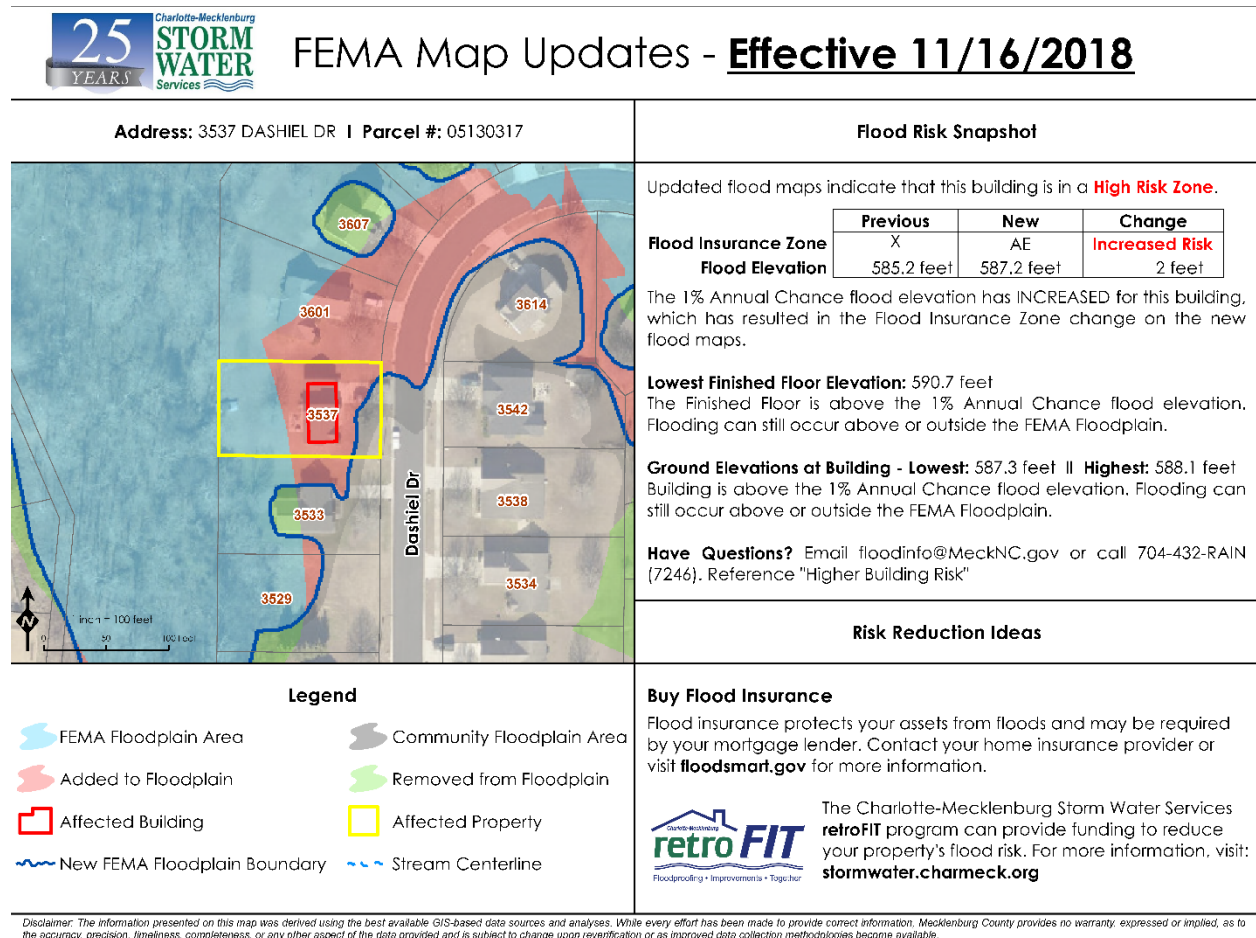 25
YEARS
Charlotte-Mecklenburg
STORM
WATER
Services
FEMA Map Updates - Effective 11/16/2018
Address: 3537 DASHIEL DR I Parcel #: 05130317
3607
3601
3614
3537
3542
3533
3538
3529
3534
Dashiel Dr
N
1 inch = 100 feet
0 50 100 Feet
Flood Risk Snapshot
Updated flood maps indicate that this building is in a High Risk Zone.
Previous New Change
Flood Insurance Zone X AE Increased Risk
Flood Elevation 585.2 feet 587.2 feet 2 feet
The 1% Annual Chance flood elevation has INCREASED for this building,
which has resulted in the Flood Insurance Zone change on the new
flood maps.
Lowest Finished Floor Elevation: 590.7 feet
The Finished Floor is above the 1% Annual Chance flood elevation.
Flooding can still occur above or outside the FEMA Floodplain.
Ground Elevations at Building - Lowest: 587.3 feet II Highest: 588.1 feet
Building is above the 1% Annual Chance flood elevation. Flooding can
still occur above or outside the FEMA Floodplain.
Have Questions? Email floodinfo@MeckNC.gov or call 704-432-RAIN
(7246). Reference "Higher Building Risk"
Risk Reduction Ideas
Legend
FEMA Floodplain Area
Community Floodplain Area
Added to Floodplain
Removed from Floodplain
Affected Building
Affected Property
New FEMA Floodplain Boundary
Stream Centerline
Buy Flood Insurance
Flood insurance protects your assets from floods and may be required
by your mortgage lender. Contact your home insurance provider or
visit floodsmart.gov for more information.
Charlotte-Mecklenburg
retroFIT
Floodproofing • Improvements • Together
The Charlotte-Mecklenburg Storm Water Services
retroFIT program can provide funding to reduce
your property's flood risk. For more information, visit:
stormwater.charmeck.org
Disclaimer: The information presented on this map was derived using the best available GIS-based data sources and analyses. While every effort has been made to provide correct information, Mecklenburg County provides no warranty, expressed or implied, as to
the accuracy, precision, timeliness, completeness, or any other aspect of the data provided and is subject to change upon reverification or as improved data collection methodologies become available.